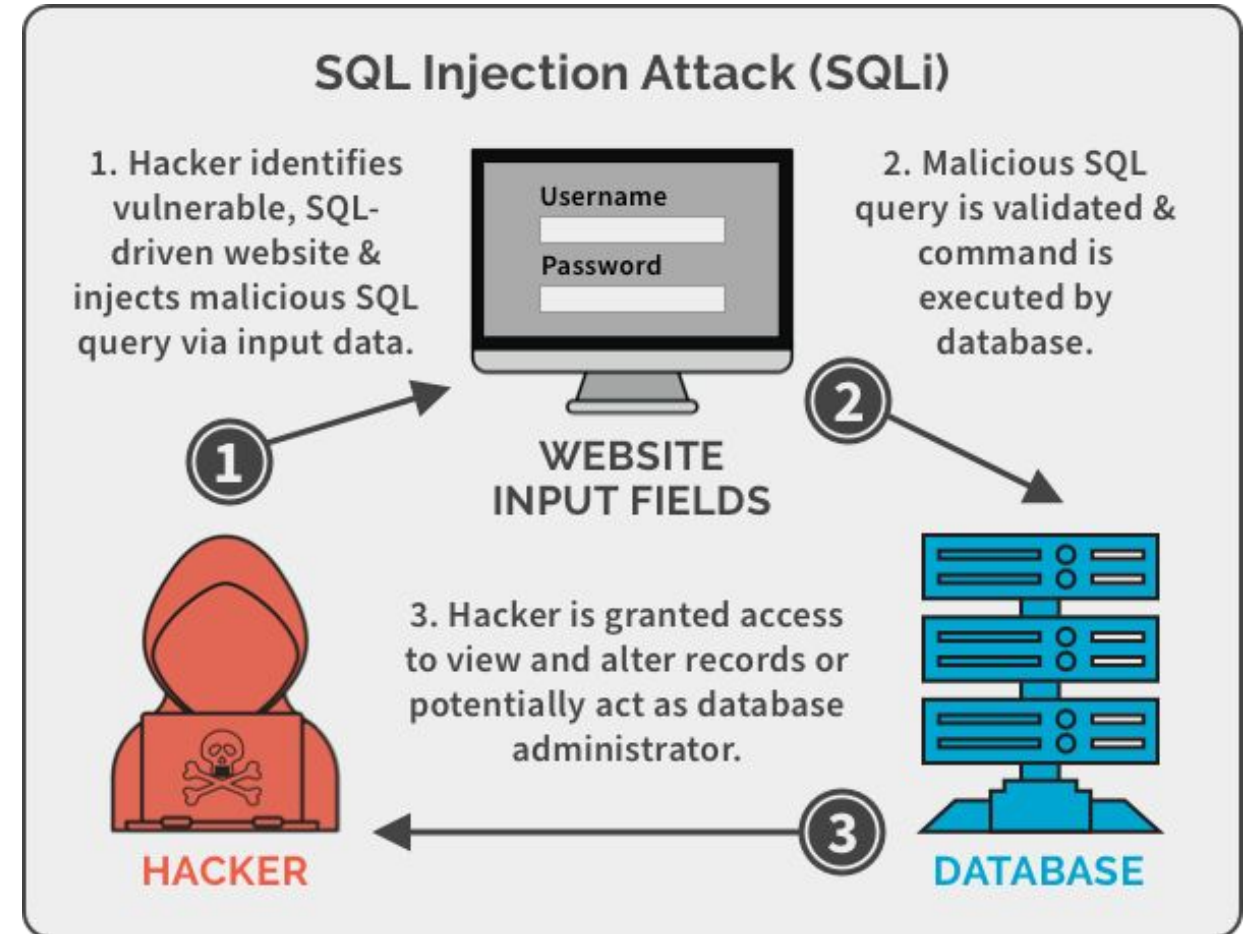 SQL Injection Attack (SQLi)
1. Hacker identifies
vulnerable, SQL-
driven website &
injects malicious SQL
query via input data.
Username
Password
2. Malicious SQL
query is validated &
command is
executed by
database.
1
2
WEBSITE
INPUT FIELDS
3. Hacker is granted access
to view and alter records or
potentially act as database
administrator.
3
HACKER
DATABASE